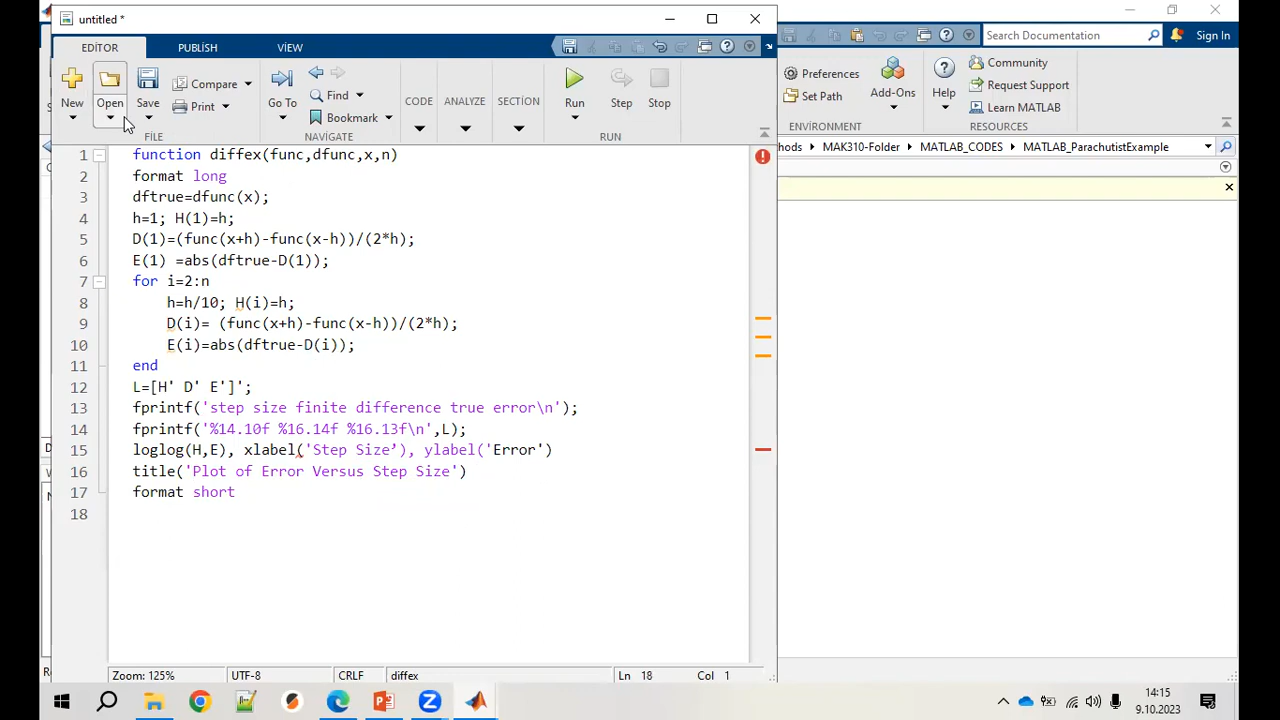 untitled *
EDITOR PUBLISH VIEW
Search Documentation Sign In
New Open Save Compare Print Go To Find Bookmark CODE ANALYZE SECTION Run Step Stop
FILE NAVIGATE RUN
Preferences Set Path Add-Ons Help Community Request Support Learn MATLAB
ENVIRONMENT RESOURCES
hods MAK310-Folder MATLAB_CODES MATLAB_ParachutistExample
1 function diffex(func,dfunc,x,n)
2 format long
3 dftrue=dfunc(x);
4 h=1; H(1)=h;
5 D(1)=(func(x+h)-func(x-h))/(2*h);
6 E(1) =abs(dftrue-D(1));
7 for i=2:n
8 h=h/10; H(i)=h;
9 D(i)= (func(x+h)-func(x-h))/(2*h);
10 E(i)=abs(dftrue-D(i));
11 end
12 L=[H' D' E']';
13 fprintf('step size finite difference true error\n');
14 fprintf('%14.10f %16.14f %16.13f\n',L);
15 loglog(H,E), xlabel('Step Size’), ylabel('Error')
16 title('Plot of Error Versus Step Size')
17 format short
18
Zoom: 125% UTF-8 CRLF diffex Ln 18 Col 1
14:15
9.10.2023